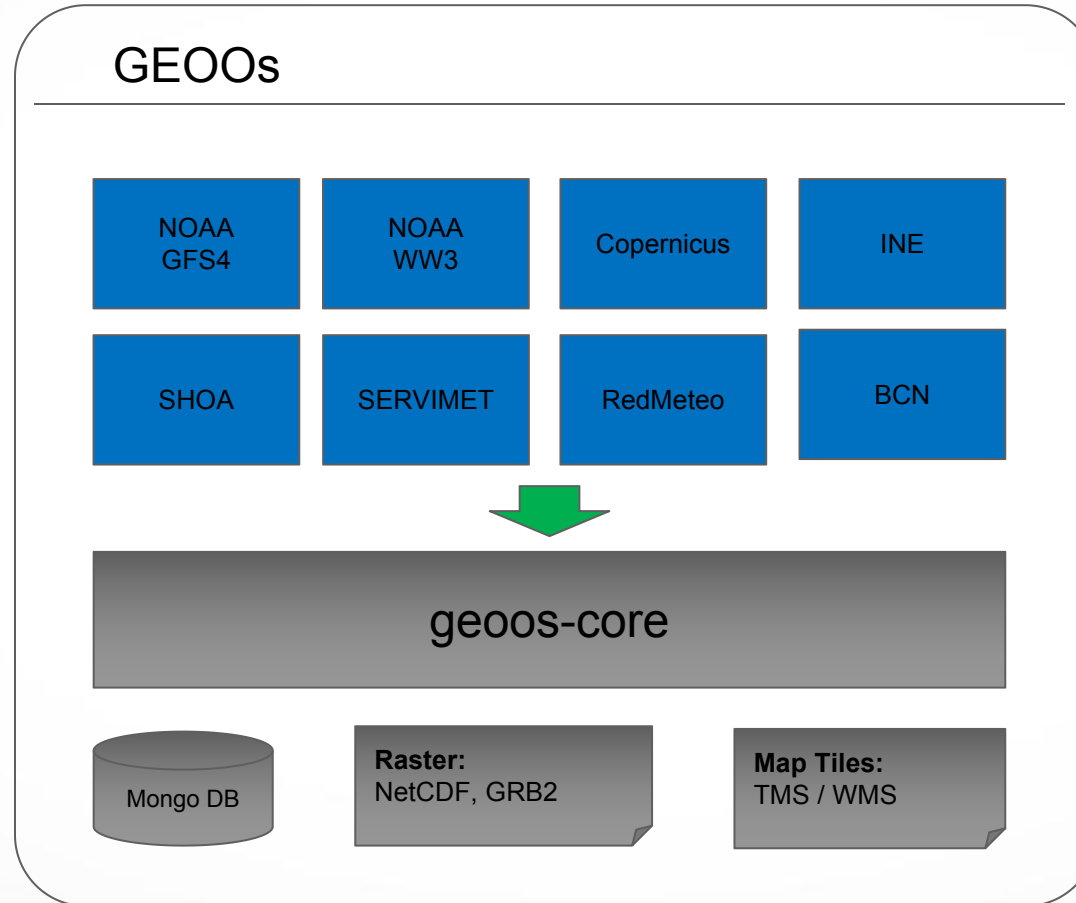 GEOOs
NOAA
GFS4
NOAA
WW3
Copernicus
INE
SHOA
SERVIMET
RedMeteo
BCN
geoos-core
Mongo DB
Raster:
NetCDF, GRB2
Map Tiles:
TMS / WMS